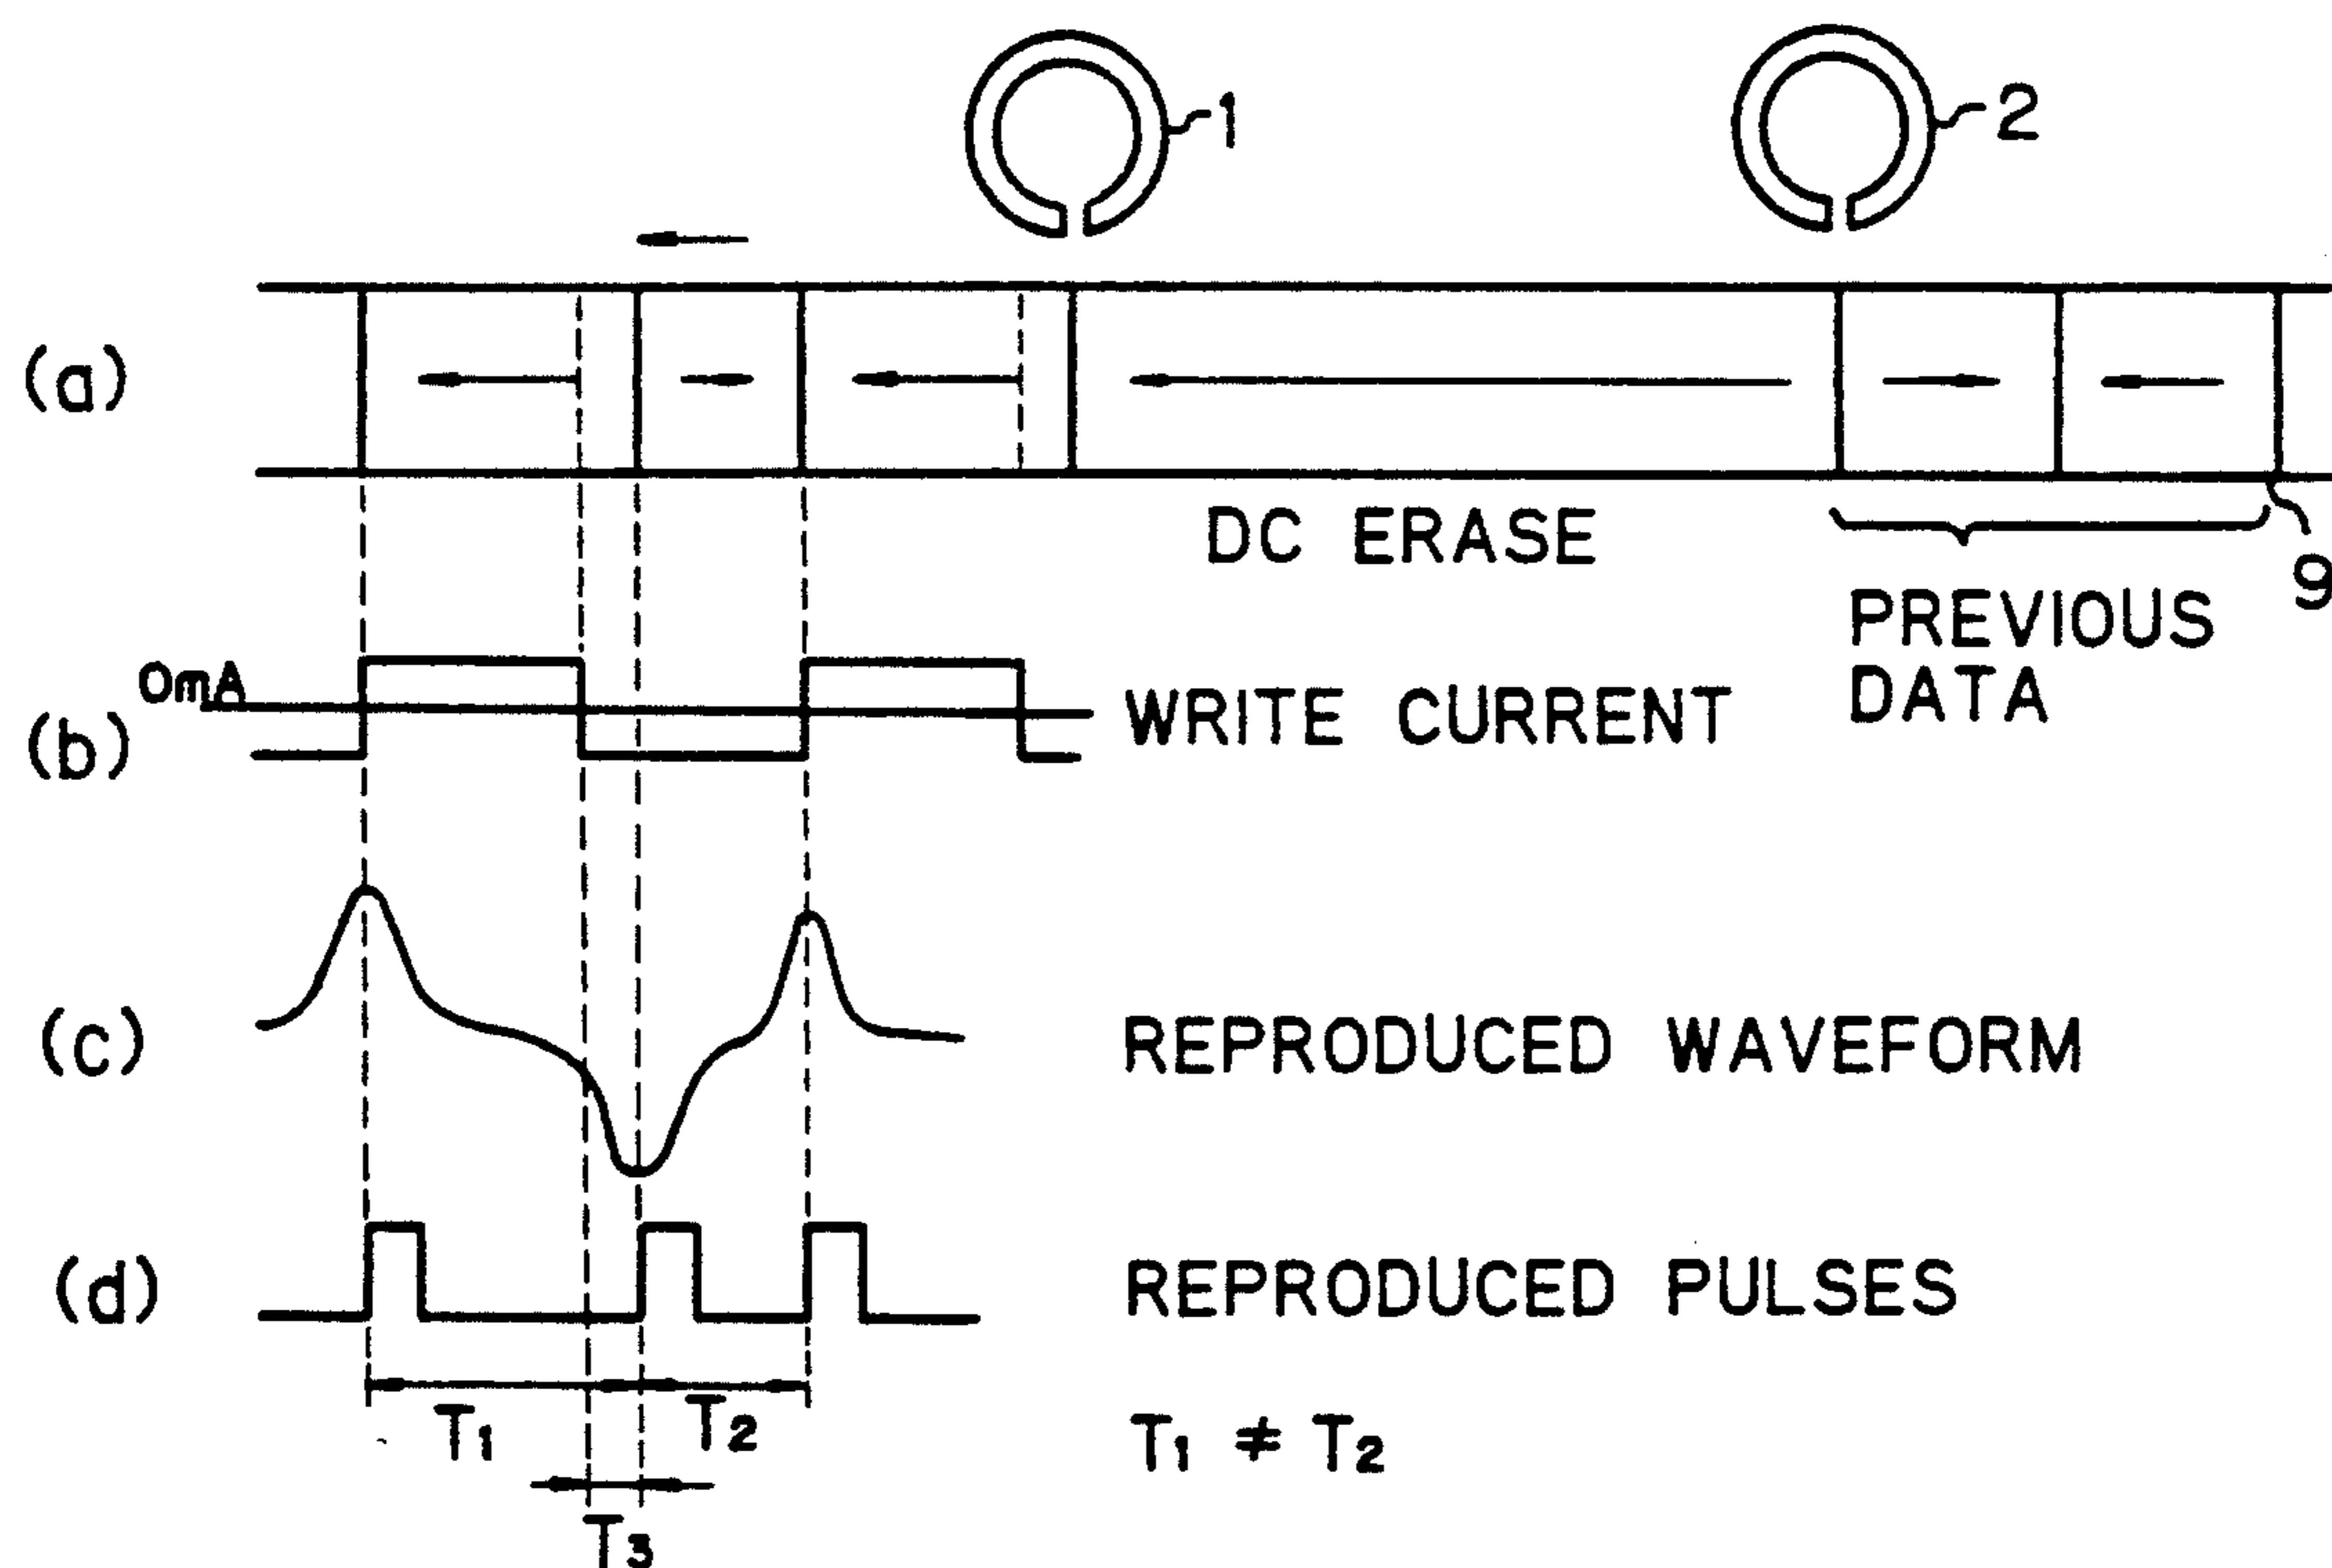 1
2
(a)
DC ERASE
9
PREVIOUS
DATA
0mA
(b)
WRITE CURRENT
(c)
REPRODUCED WAVEFORM
(d)
REPRODUCED PULSES
T1
T2
T1 ≠ T2
T3